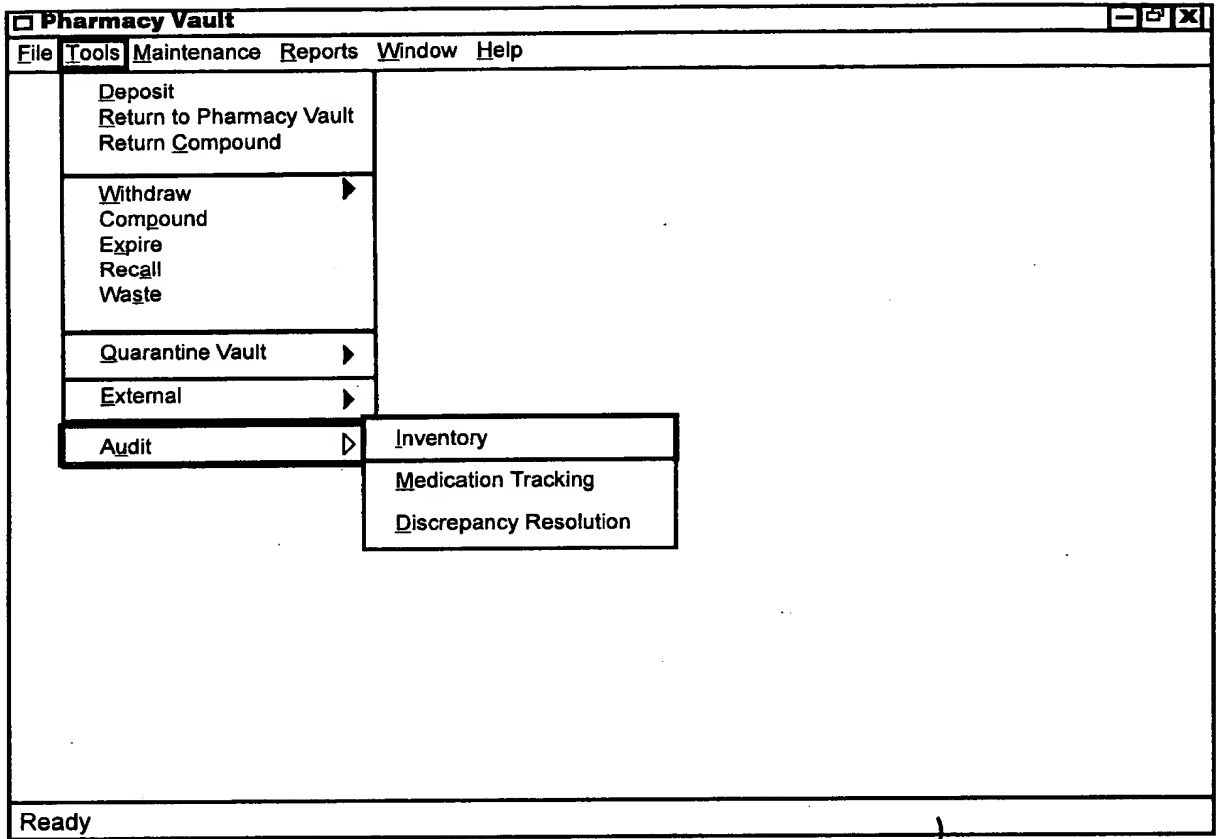 Pharmacy Vault
File Tools Maintenance Reports Window Help
Deposit
Return to Pharmacy Vault
Return Compound
Withdraw
Compound
Expire
Recall
Waste
Quarantine Vault
External
Audit
Inventory
Medication Tracking
Discrepancy Resolution
Ready